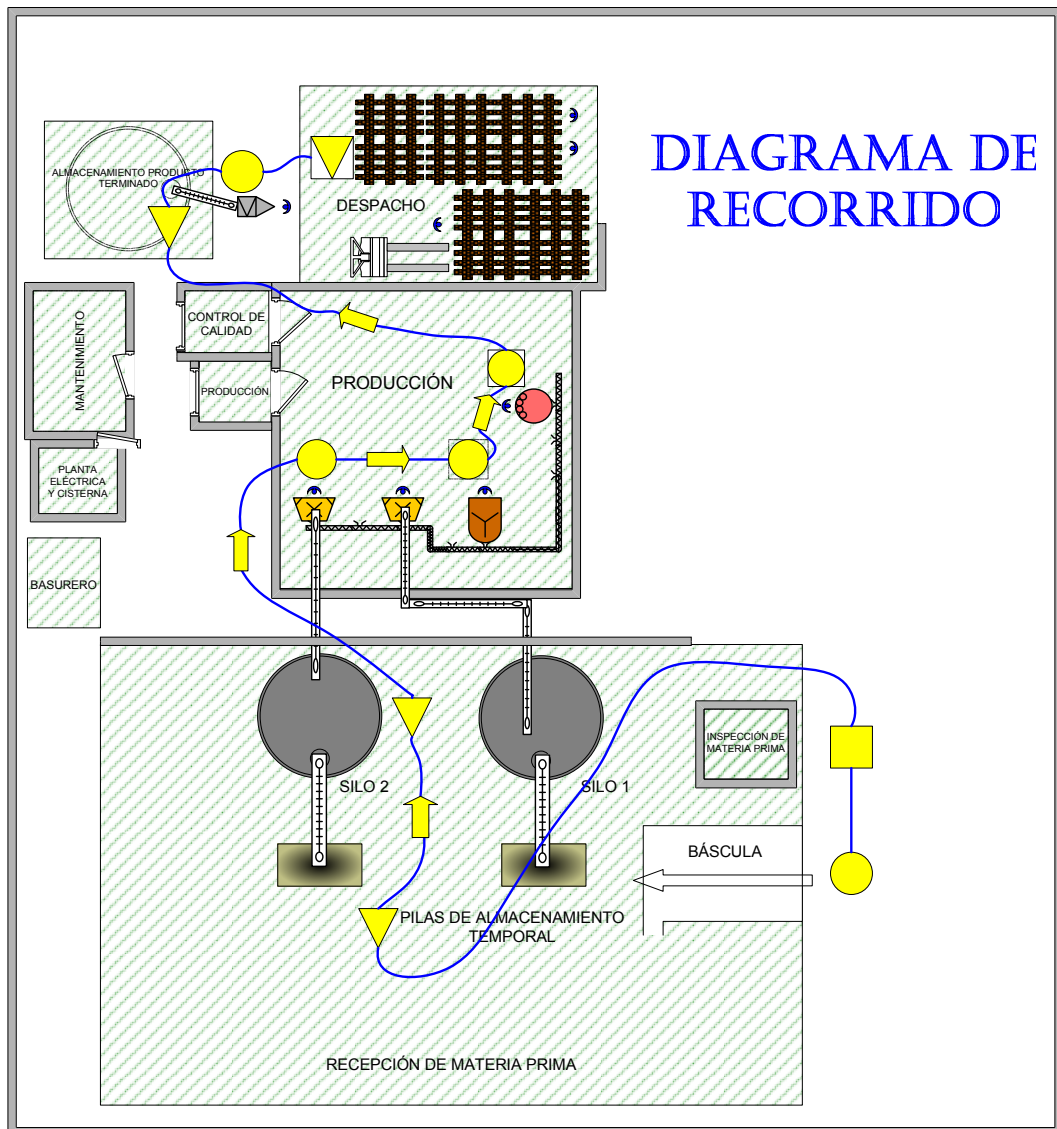 DIAGRAMA DE
RECORRIDO
ALMACENAMIENTO PRODUCTO
TERMINADO
DESPACHO
MANTENIMIENTO
CONTROL DE
CALIDAD
PRODUCCIÓN
PRODUCCIÓN
PLANTA
ELÉCTRICA
Y CISTERNA
BASURERO
INSPECCIÓN DE
MATERIA PRIMA
SILO 2
SILO 1
BÁSCULA
PILAS DE ALMACENAMIENTO
TEMPORAL
RECEPCIÓN DE MATERIA PRIMA